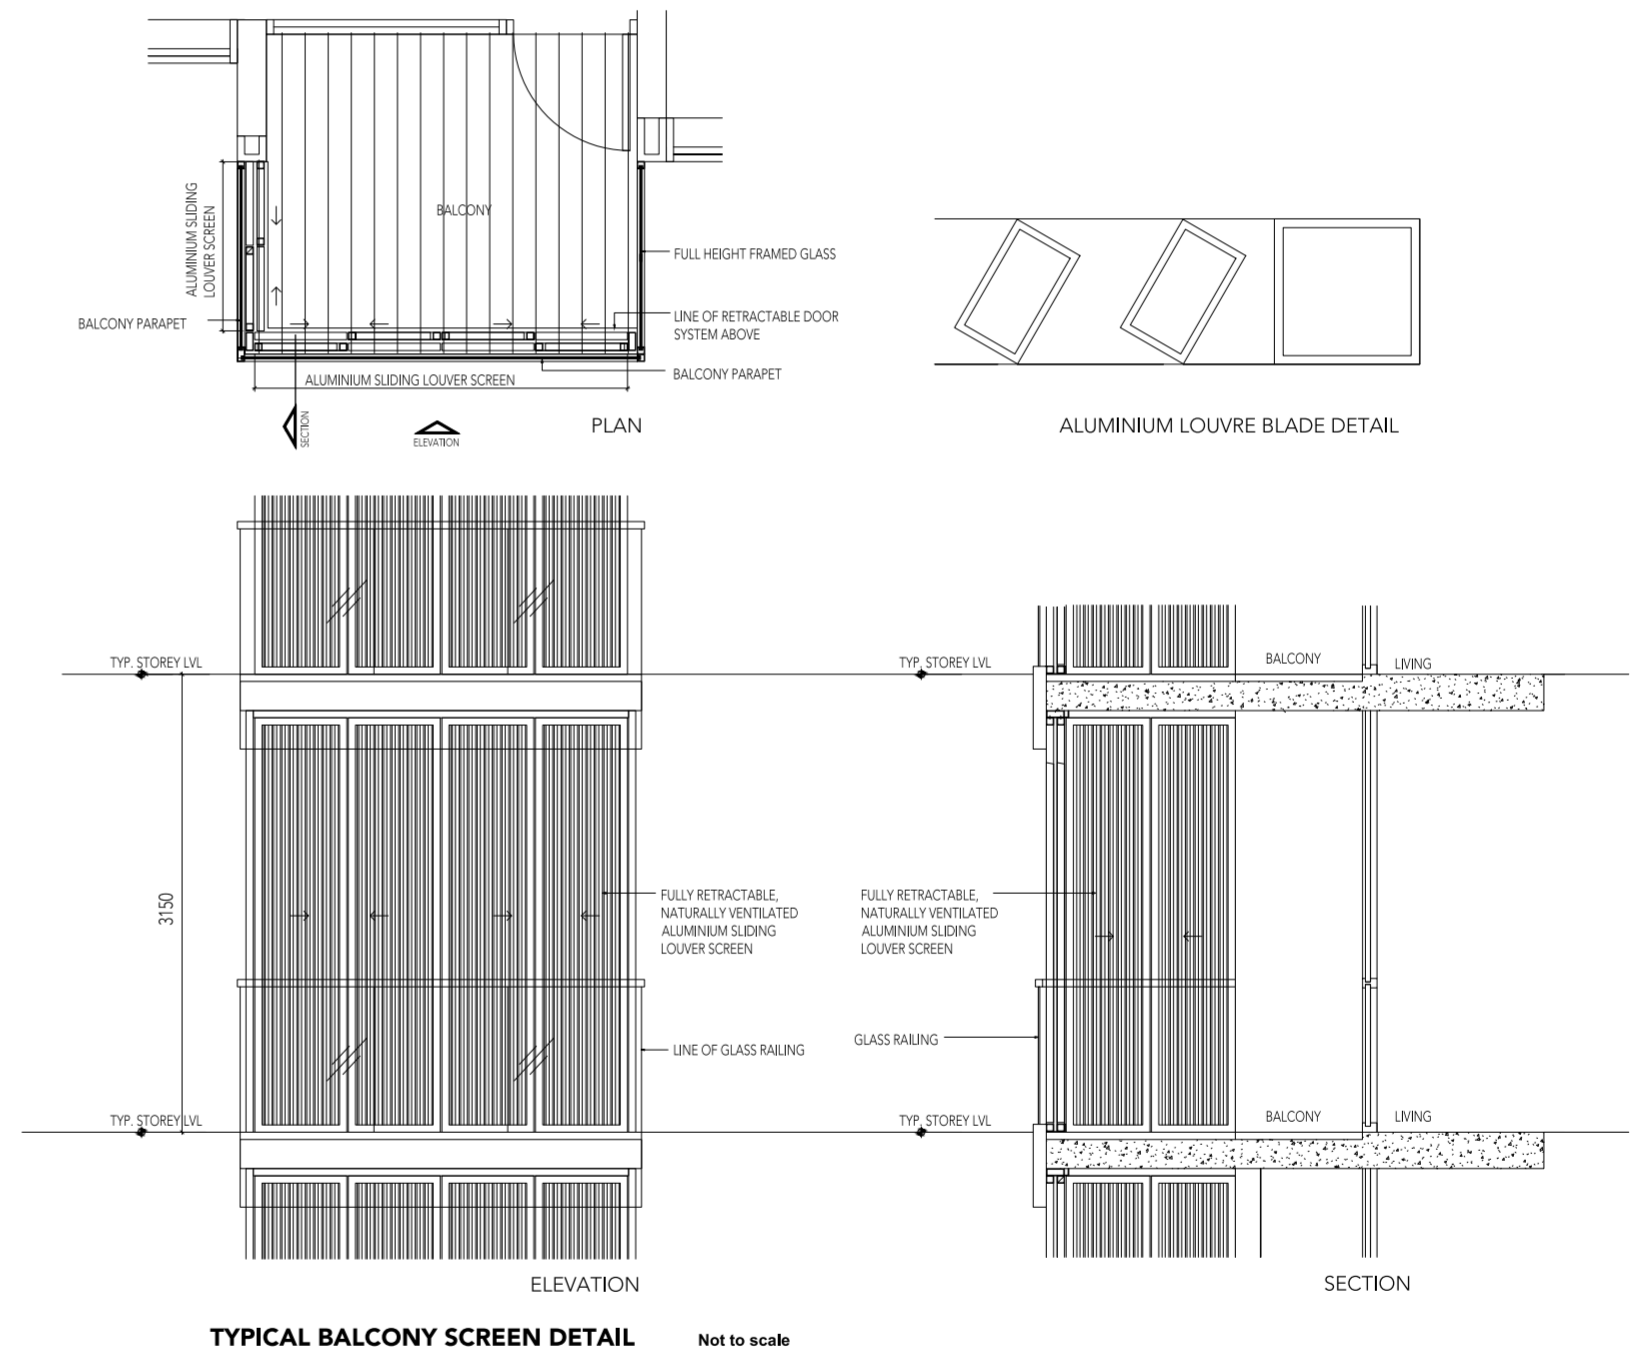 BALCONY
ALUMINIUM SLIDING
LOUVER SCREEN
FULL HEIGHT FRAMED GLASS
BALCONY PARAPET
LINE OF RETRACTABLE DOOR
SYSTEM ABOVE
BALCONY PARAPET
ALUMINIUM SLIDING LOUVER SCREEN
SECTION
ELEVATION
PLAN
ALUMINIUM LOUVRE BLADE DETAIL
TYP. STOREY LVL
TYP. STOREY LVL
BALCONY
LIVING
3150
FULLY RETRACTABLE,
NATURALLY VENTILATED
ALUMINIUM SLIDING
LOUVER SCREEN
FULLY RETRACTABLE,
NATURALLY VENTILATED
ALUMINIUM SLIDING
LOUVER SCREEN
LINE OF GLASS RAILING
GLASS RAILING
TYP. STOREY LVL
TYP. STOREY LVL
BALCONY
LIVING
ELEVATION
SECTION
TYPICAL BALCONY SCREEN DETAIL
Not to scale